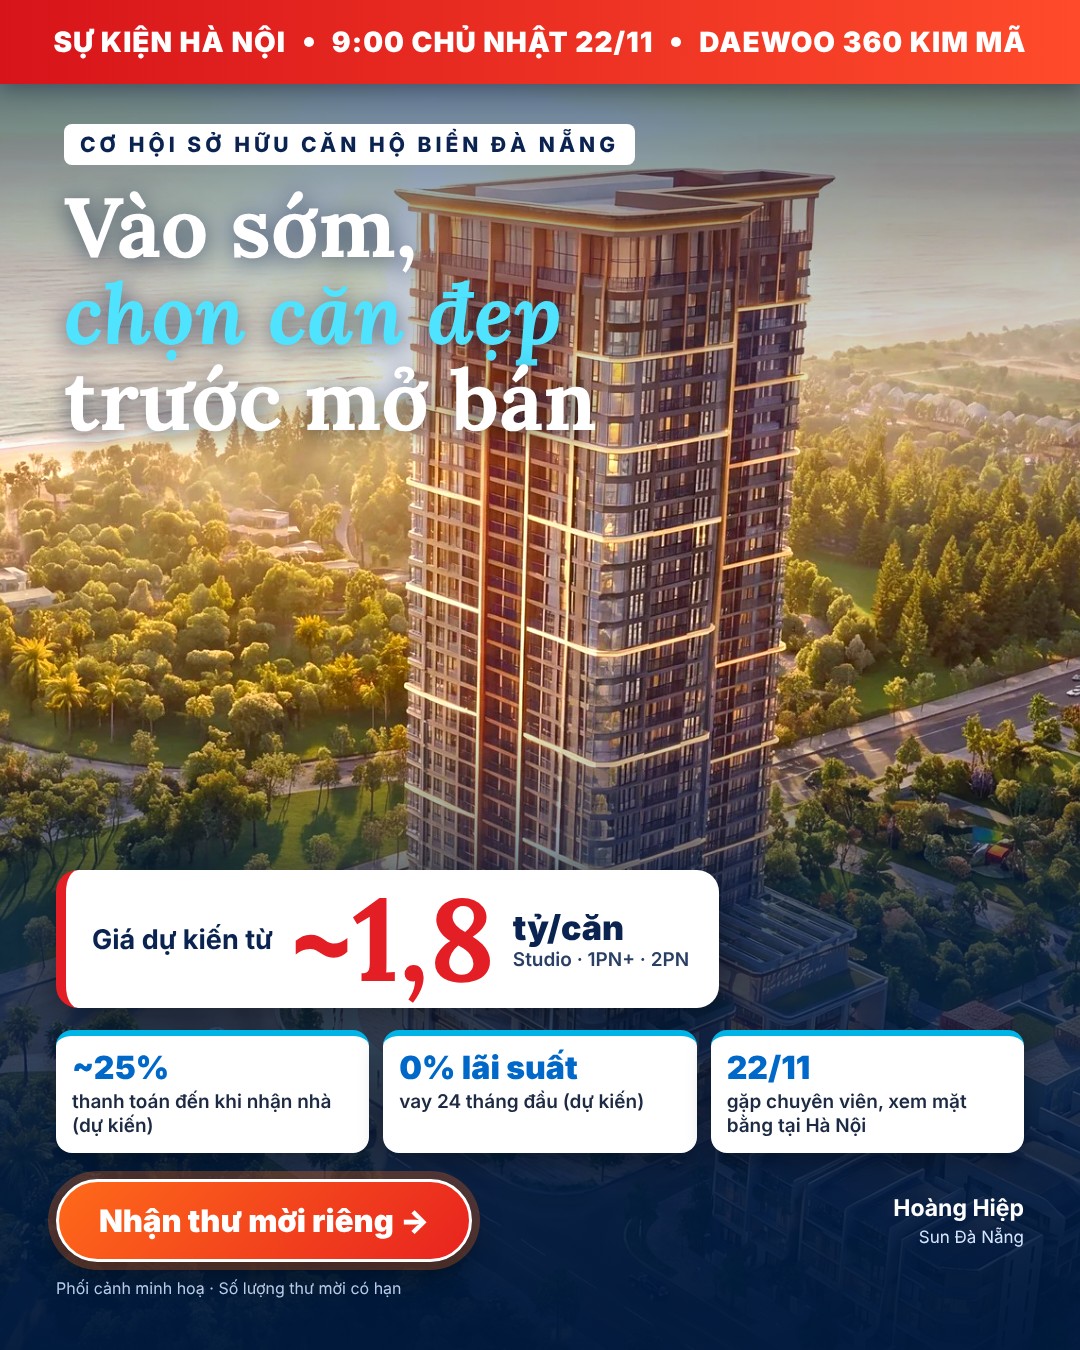 SỰ KIỆN HÀ NỘI • 9:00 CHỦ NHẬT 22/11 • DAEWOO 360 KIM MÃ
CƠ HỘI SỞ HỮU CĂN HỘ BIỂN ĐÀ NẴNG
Vào sớm,
chọn căn đẹp
trước mở bán
Giá dự kiến từ ~1,8 tỷ/căn
Studio · 1PN+ · 2PN
~25%
thanh toán đến khi nhận nhà
(dự kiến)
0% lãi suất
vay 24 tháng đầu (dự kiến)
22/11
gặp chuyên viên, xem mặt
bằng tại Hà Nội
Nhận thư mời riêng →
Hoàng Hiệp
Sun Đà Nẵng
Phối cảnh minh hoạ · Số lượng thư mời có hạn